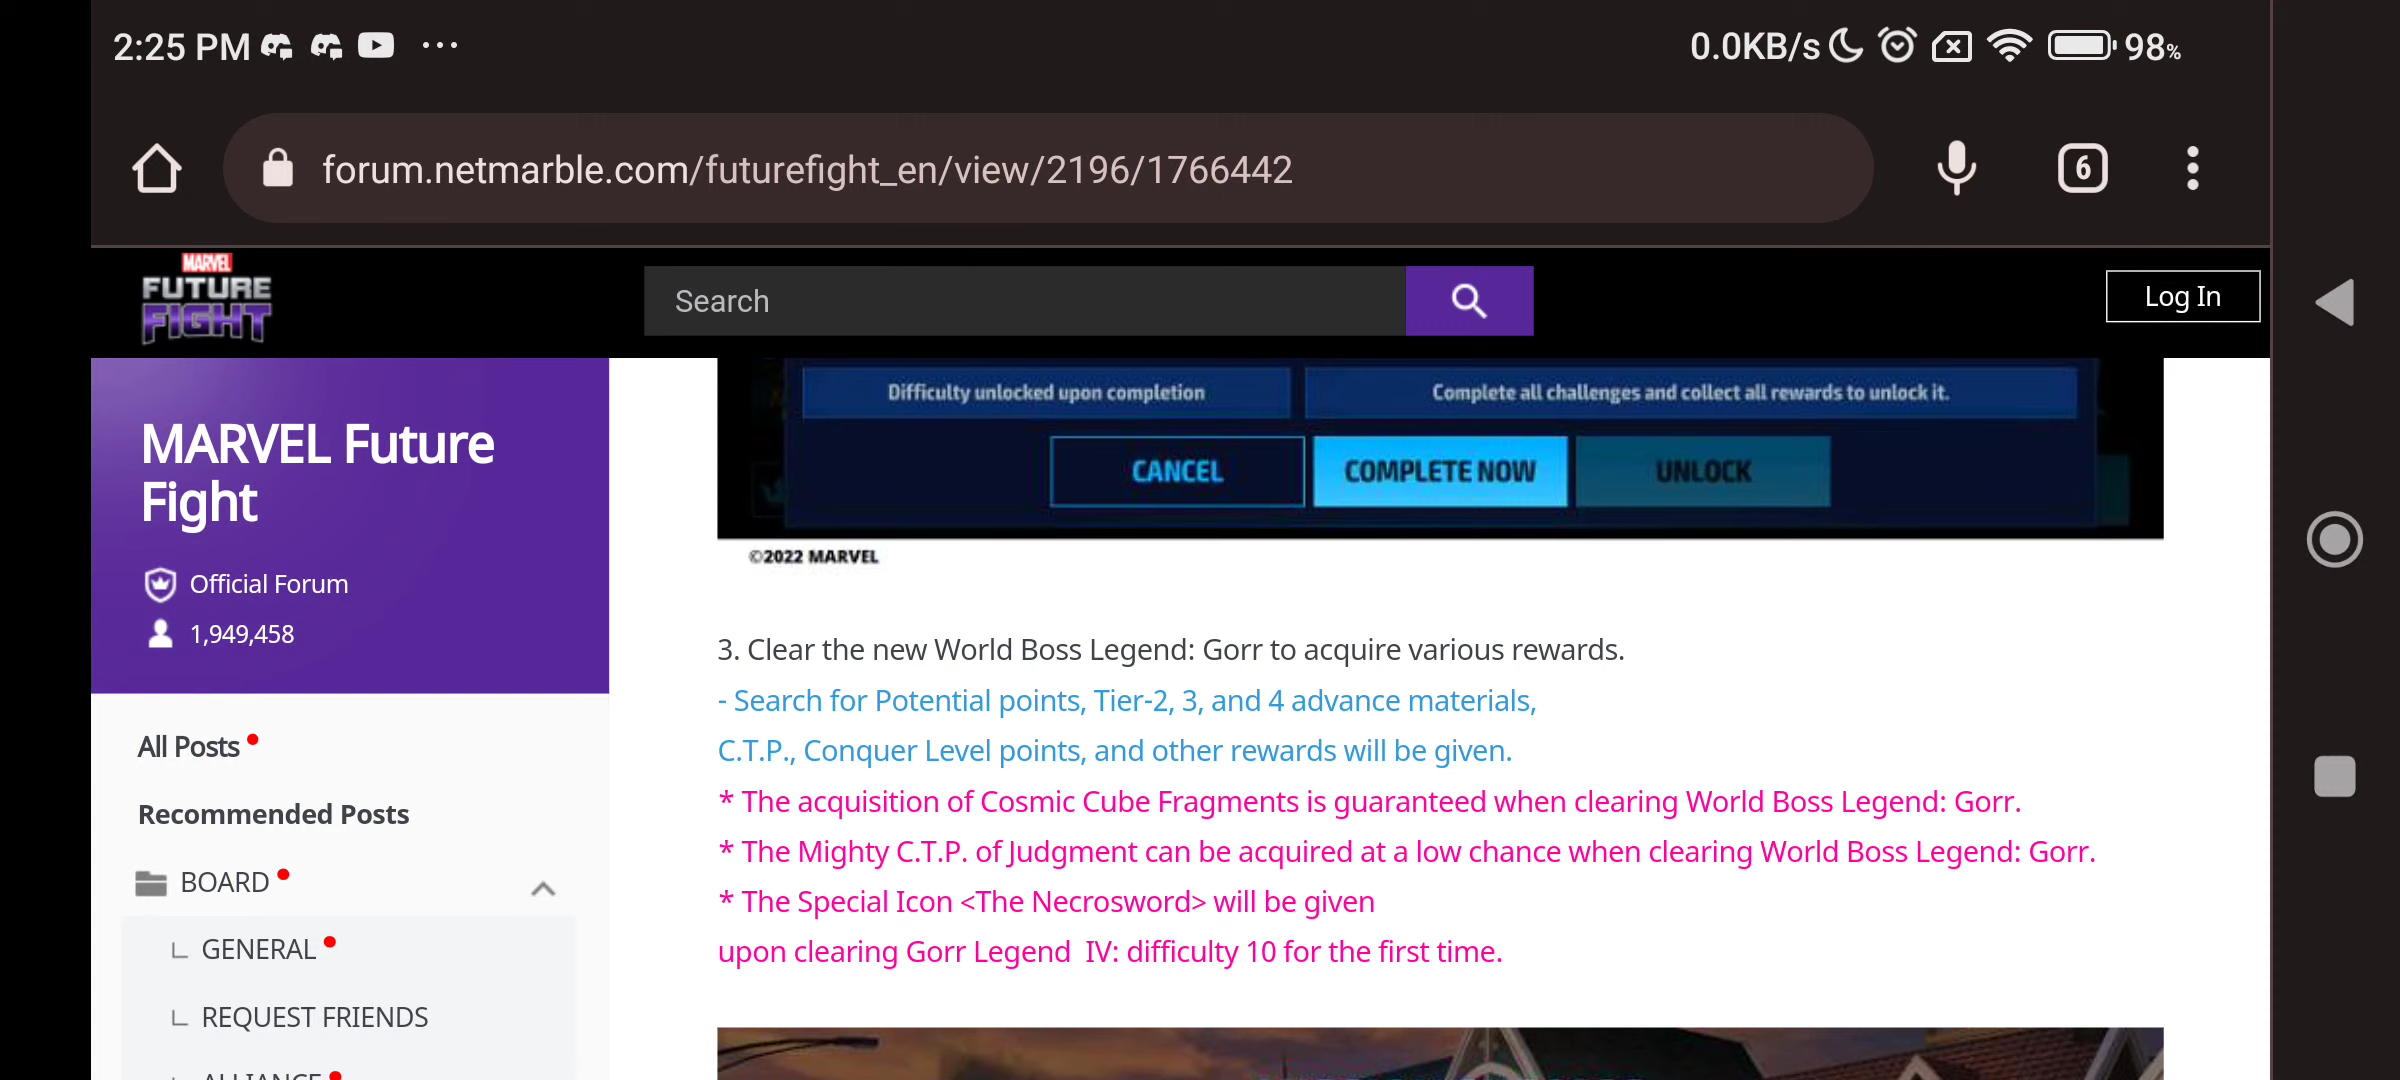 2:25 PM ... 0.0KB/s 98%
forum.netmarble.com/futurefight_en/view/2196/1766442 6
MARVEL
FUTURE
FIGHT
Search
Log In
MARVEL Future
Fight
Official Forum
1,949,458
All Posts
Recommended Posts
BOARD
GENERAL
REQUEST FRIENDS
ALLIANCE
Difficulty unlocked upon completion
Complete all challenges and collect all rewards to unlock it.
CANCEL
COMPLETE NOW
UNLOCK
©2022 MARVEL
3. Clear the new World Boss Legend: Gorr to acquire various rewards.
- Search for Potential points, Tier-2, 3, and 4 advance materials,
C.T.P., Conquer Level points, and other rewards will be given.
* The acquisition of Cosmic Cube Fragments is guaranteed when clearing World Boss Legend: Gorr.
* The Mighty C.T.P. of Judgment can be acquired at a low chance when clearing World Boss Legend: Gorr.
* The Special Icon <The Necrosword> will be given
upon clearing Gorr Legend  IV: difficulty 10 for the first time.